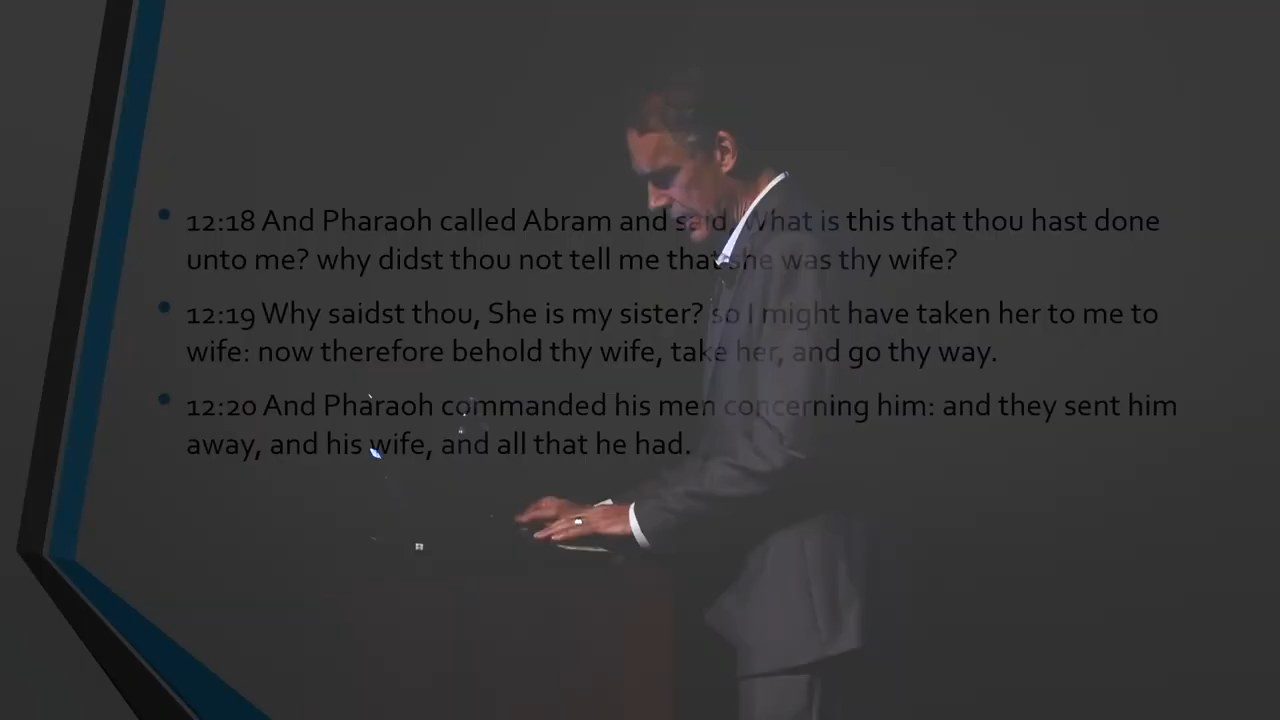 12:18 And Pharaoh called Abram and said, What is this that thou hast done
unto me? why didst thou not tell me that she was thy wife?
12:19 Why saidst thou, She is my sister? so I might have taken her to me to
wife: now therefore behold thy wife, take her, and go thy way.
12:20 And Pharaoh commanded his men concerning him: and they sent him
away, and his wife, and all that he had.